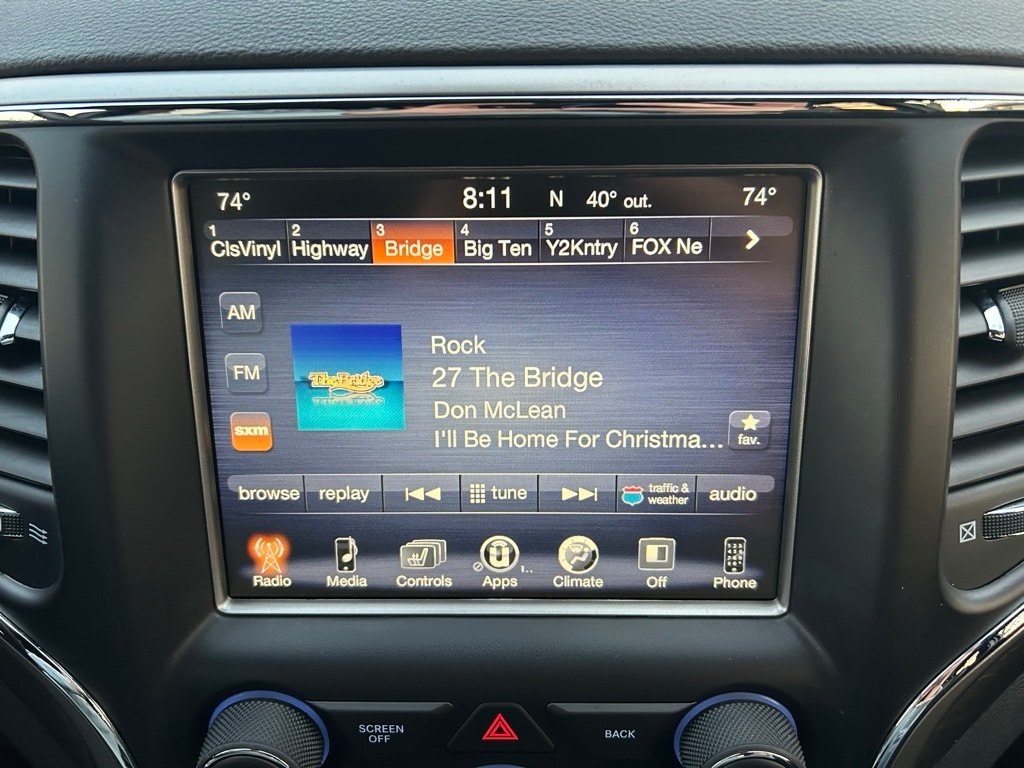 74° 8:11 N 40° out. 74°
1 ClsVinyl 2 Highway 3 Bridge 4 Big Ten 5 Y2Kntry 6 FOX Ne
AM
FM
sxm
The Bridge
Rock
27 The Bridge
Don McLean
I'll Be Home For Christma...
fav.
browse replay tune traffic & weather audio
Radio Media Controls Apps Climate Off Phone
SCREEN OFF BACK